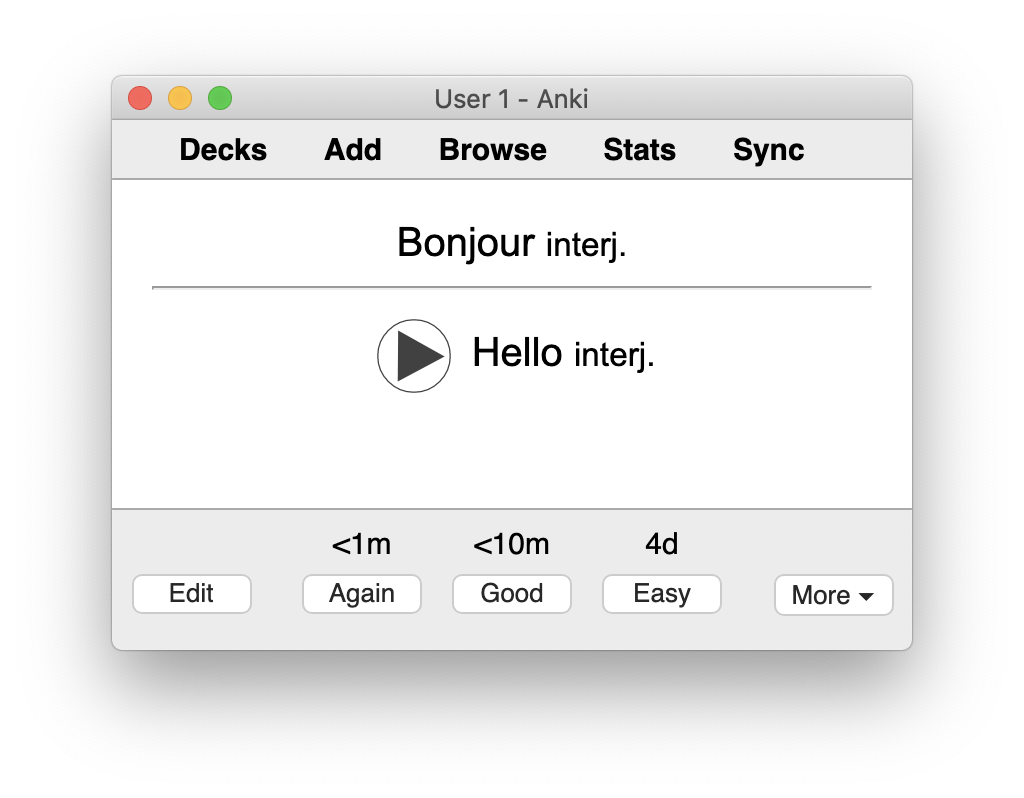 User 1 - Anki
Decks Add Browse Stats Sync
Bonjour interj.
Hello interj.
<1m <10m 4d
Edit Again Good Easy More